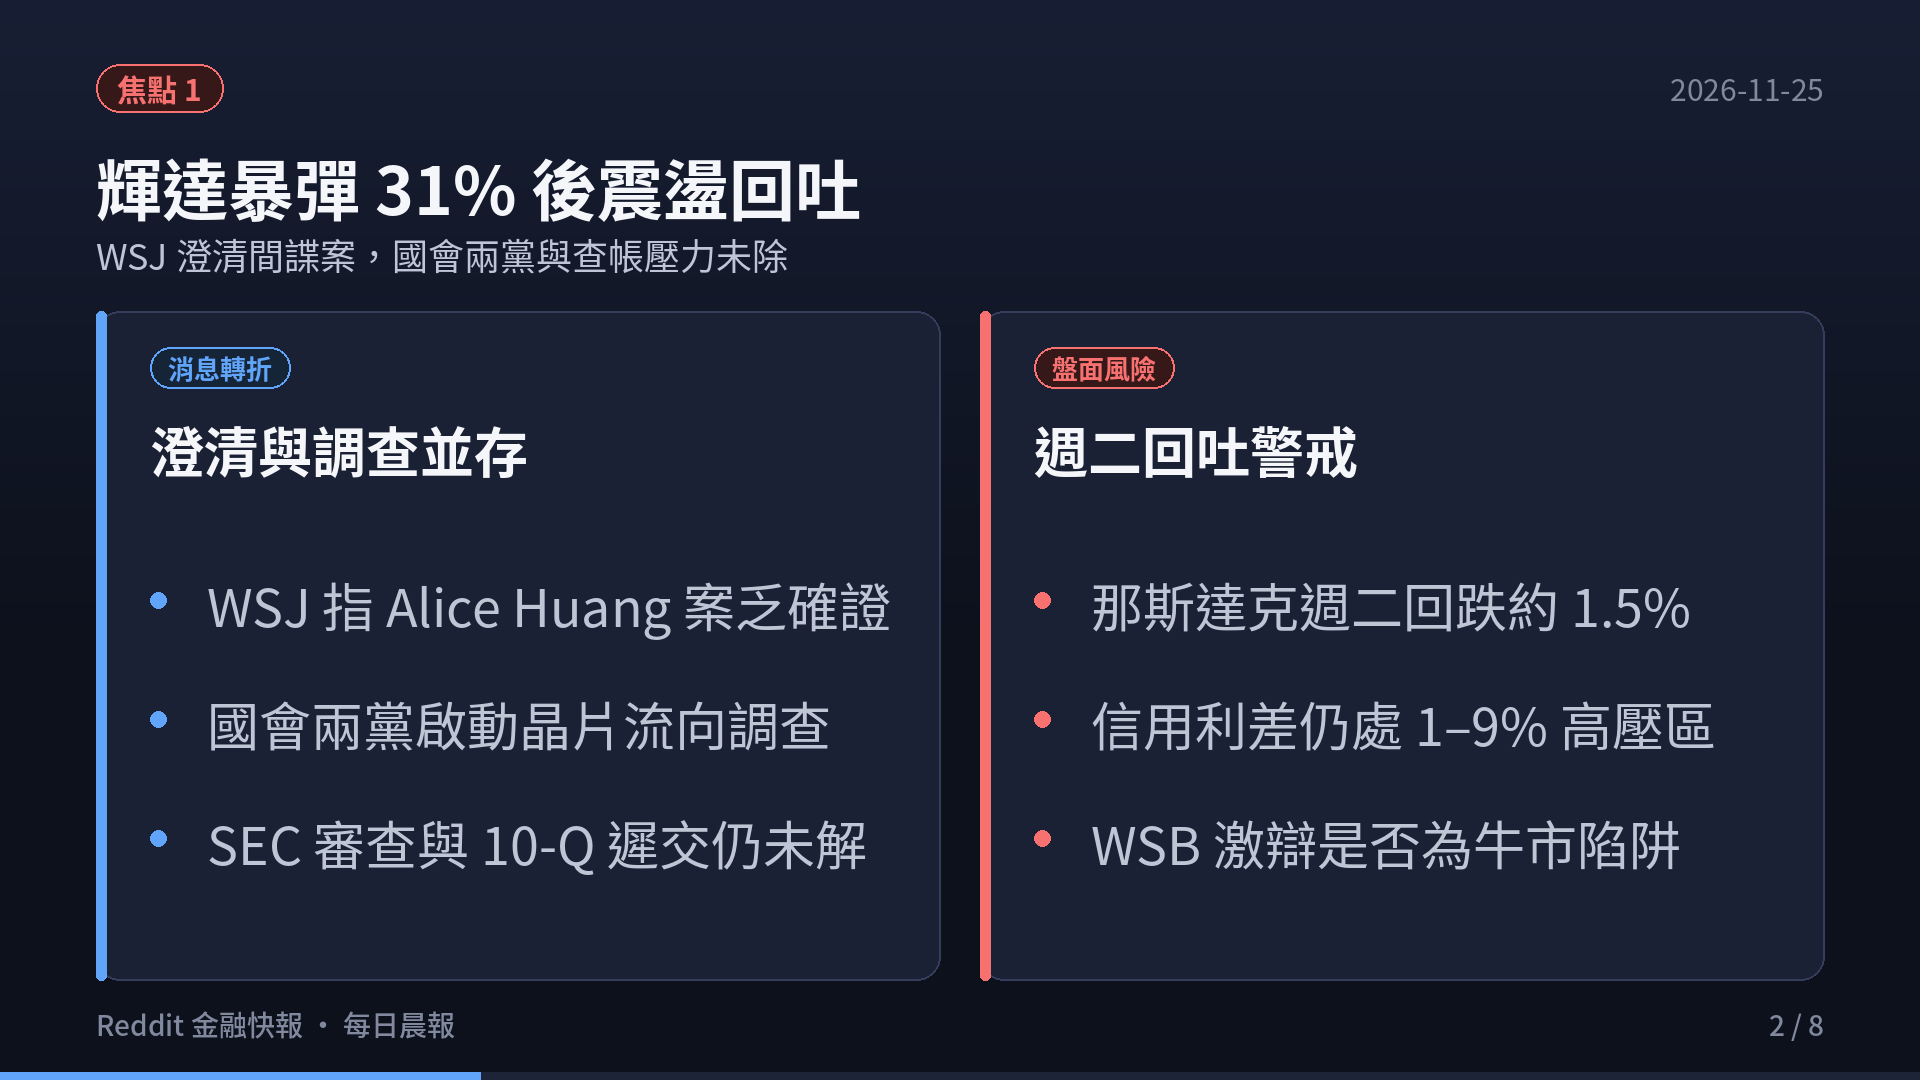 焦點 1
2026-11-25
輝達暴彈 31% 後震盪回吐
WSJ 澄清間諜案，國會兩黨與查帳壓力未除
消息轉折
澄清與調查並存
WSJ 指 Alice Huang 案乏確證
國會兩黨啟動晶片流向調查
SEC 審查與 10-Q 遲交仍未解
盤面風險
週二回吐警戒
那斯達克週二回跌約 1.5%
信用利差仍處 1–9% 高壓區
WSB 激辯是否為牛市陷阱
Reddit 金融快報 · 每日晨報
2 / 8